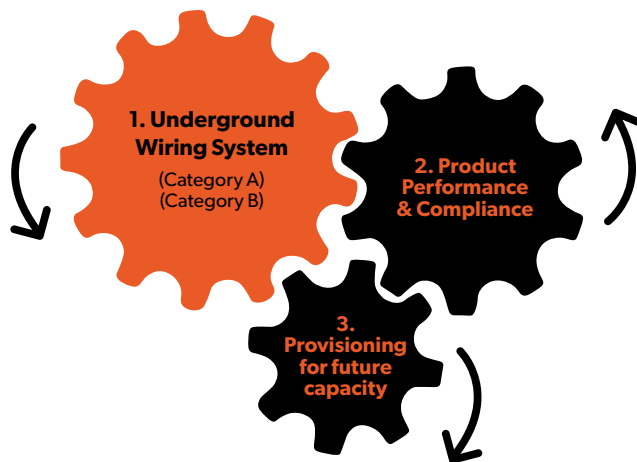 1. Underground
Wiring System
(Category A)
(Category B)
2. Product
Performance
& Compliance
3.
Provisioning
for future
capacity